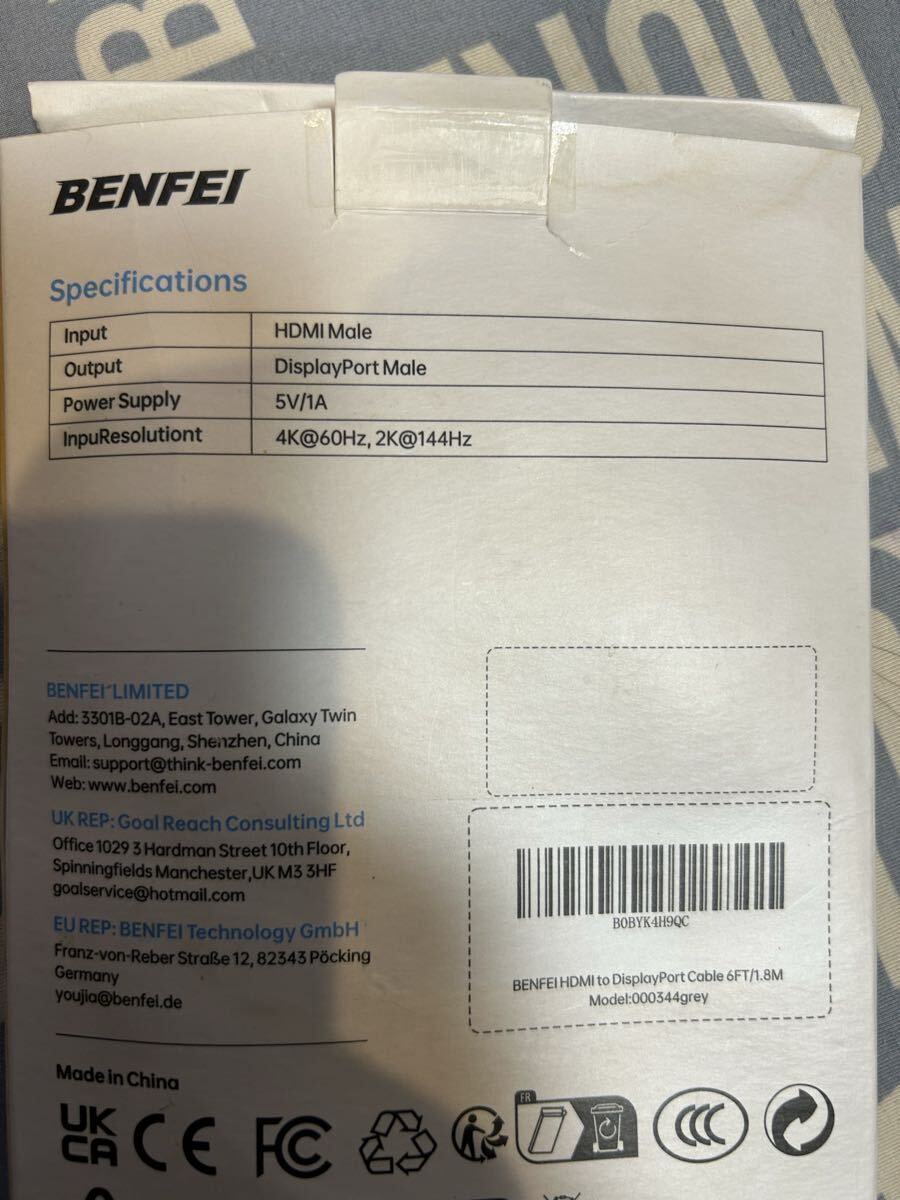 BENFEI
Specifications
Input HDMI Male
Output DisplayPort Male
Power Supply 5V/1A
InpuResolutiont 4K@60Hz, 2K@144Hz
BENFEI LIMITED
Add: 3301B-02A, East Tower, Galaxy Twin
Towers, Longgang, Shenzhen, China
Email: support@think-benfei.com
Web: www.benfei.com
UK REP: Goal Reach Consulting Ltd
Office 1029 3 Hardman Street 10th Floor,
Spinningfields Manchester,UK M3 3HF
goalservice@hotmail.com
EU REP: BENFEI Technology GmbH
Franz-von-Reber Straße 12, 82343 Pöcking
Germany
youjia@benfei.de
B0BYK4H9QC
BENFEI HDMI to DisplayPort Cable 6FT/1.8M
Model:000344grey
Made in China
UK
CA CE FC FR CCC